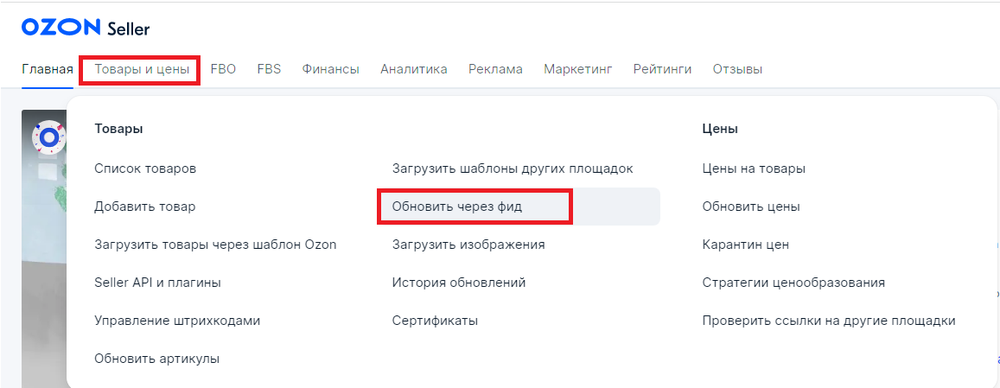 OZON Seller
Главная Товары и цены FBO FBS Финансы Аналитика Реклама Маркетинг Рейтинги Отзывы
Товары
Список товаров
Добавить товар
Загрузить товары через шаблон Ozon
Seller API и плагины
Управление штрихкодами
Обновить артикулы
Загрузить шаблоны других площадок
Обновить через фид
Загрузить изображения
История обновлений
Сертификаты
Цены
Цены на товары
Обновить цены
Карантин цен
Стратегии ценообразования
Проверить ссылки на другие площадки